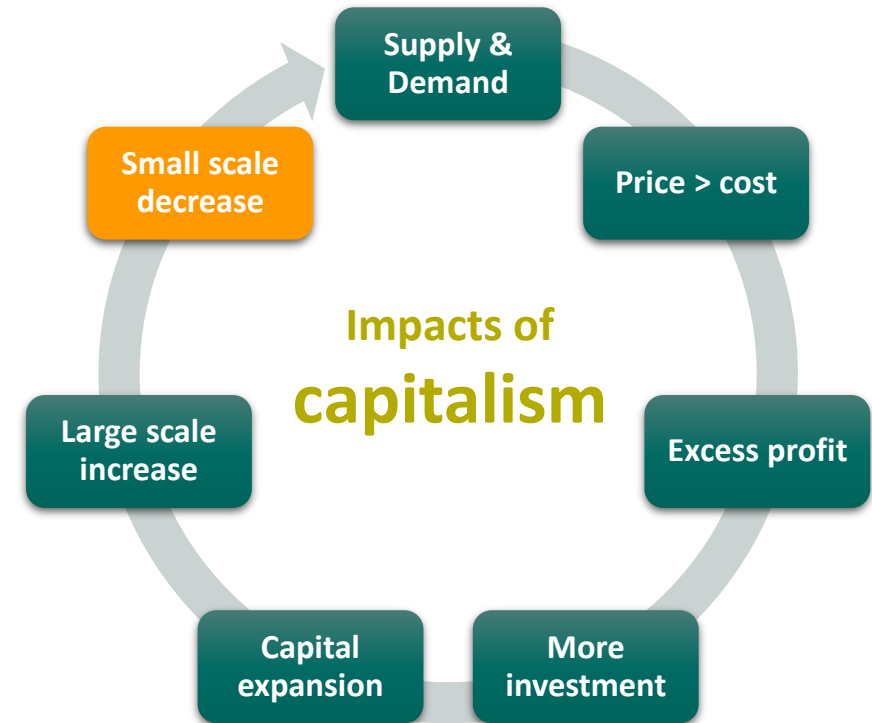 Supply &
Demand
Price > cost
Excess profit
More
investment
Capital
expansion
Large scale
increase
Small scale
decrease
Impacts of
capitalism